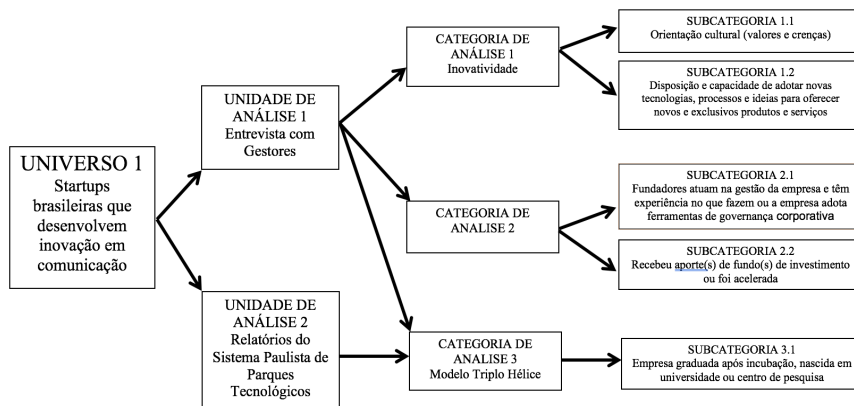 UNIVERSO 1
Startups
brasileiras que
desenvolvem
inovação em
comunicação
UNIDADE DE
ANÁLISE 1
Entrevista com
Gestores
UNIDADE DE
ANÁLISE 2
Relatórios do
Sistema Paulista de
Parques
Tecnológicos
CATEGORIA DE
ANÁLISE 1
Inovatividade
CATEGORIA DE
ANALISE 2
CATEGORIA DE
ANALISE 3
Modelo Triplo Hélice
SUBCATEGORIA 1.1
Orientação cultural (valores e crenças)
SUBCATEGORIA 1.2
Disposição e capacidade de adotar novas
tecnologias, processos e ideias para oferecer
novos e exclusivos produtos e serviços
SUBCATEGORIA 2.1
Fundadores atuam na gestão da empresa e têm
experiência no que fazem ou a empresa adota
ferramentas de governança corporativa
SUBCATEGORIA 2.2
Recebeu aporte(s) de fundo(s) de investimento
ou foi acelerada
SUBCATEGORIA 3.1
Empresa graduada após incubação, nascida em
universidade ou centro de pesquisa